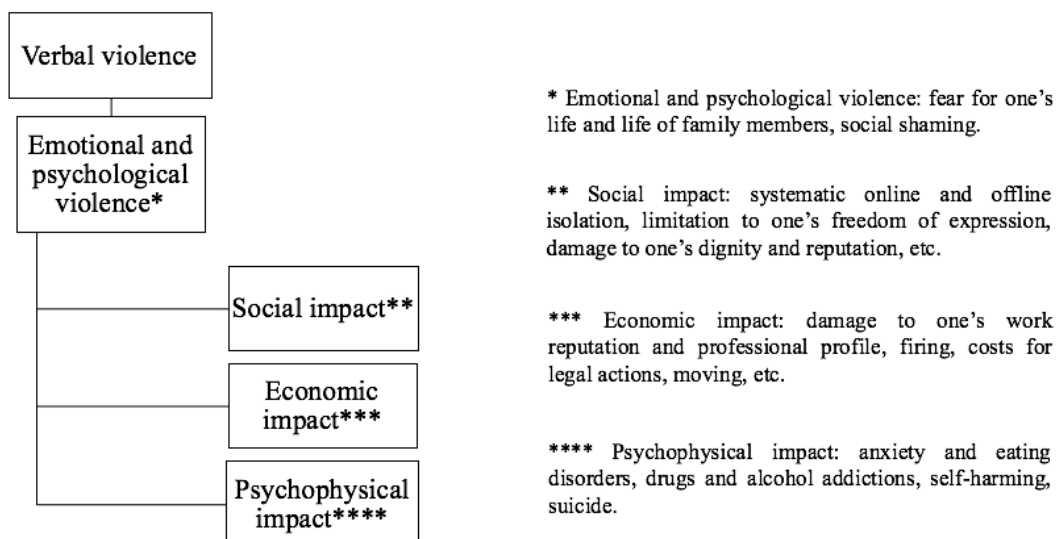 Verbal violence
Emotional and
psychological
violence*
Social impact**
Economic
impact***
Psychophysical
impact****
* Emotional and psychological violence: fear for one's
life and life of family members, social shaming.
** Social impact: systematic online and offline
isolation, limitation to one's freedom of expression,
damage to one's dignity and reputation, etc.
*** Economic impact: damage to one's work
reputation and professional profile, firing, costs for
legal actions, moving, etc.
**** Psychophysical impact: anxiety and eating
disorders, drugs and alcohol addictions, self-harming,
suicide.